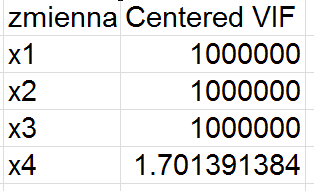 zmienna Centered VIF
x1 1000000
x2 1000000
x3 1000000
x4 1.701391384